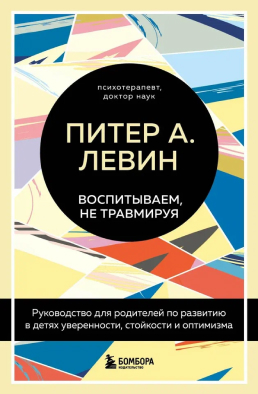 психотерапевт,
доктор наук
ПИТЕР А.
ЛЕВИН
ВОСПИТЫВАЕМ,
НЕ ТРАВМИРУЯ
Руководство для родителей по развитию
в детях уверенности, стойкости и оптимизма
БОМБОРА
ИЗДАТЕЛЬСТВО